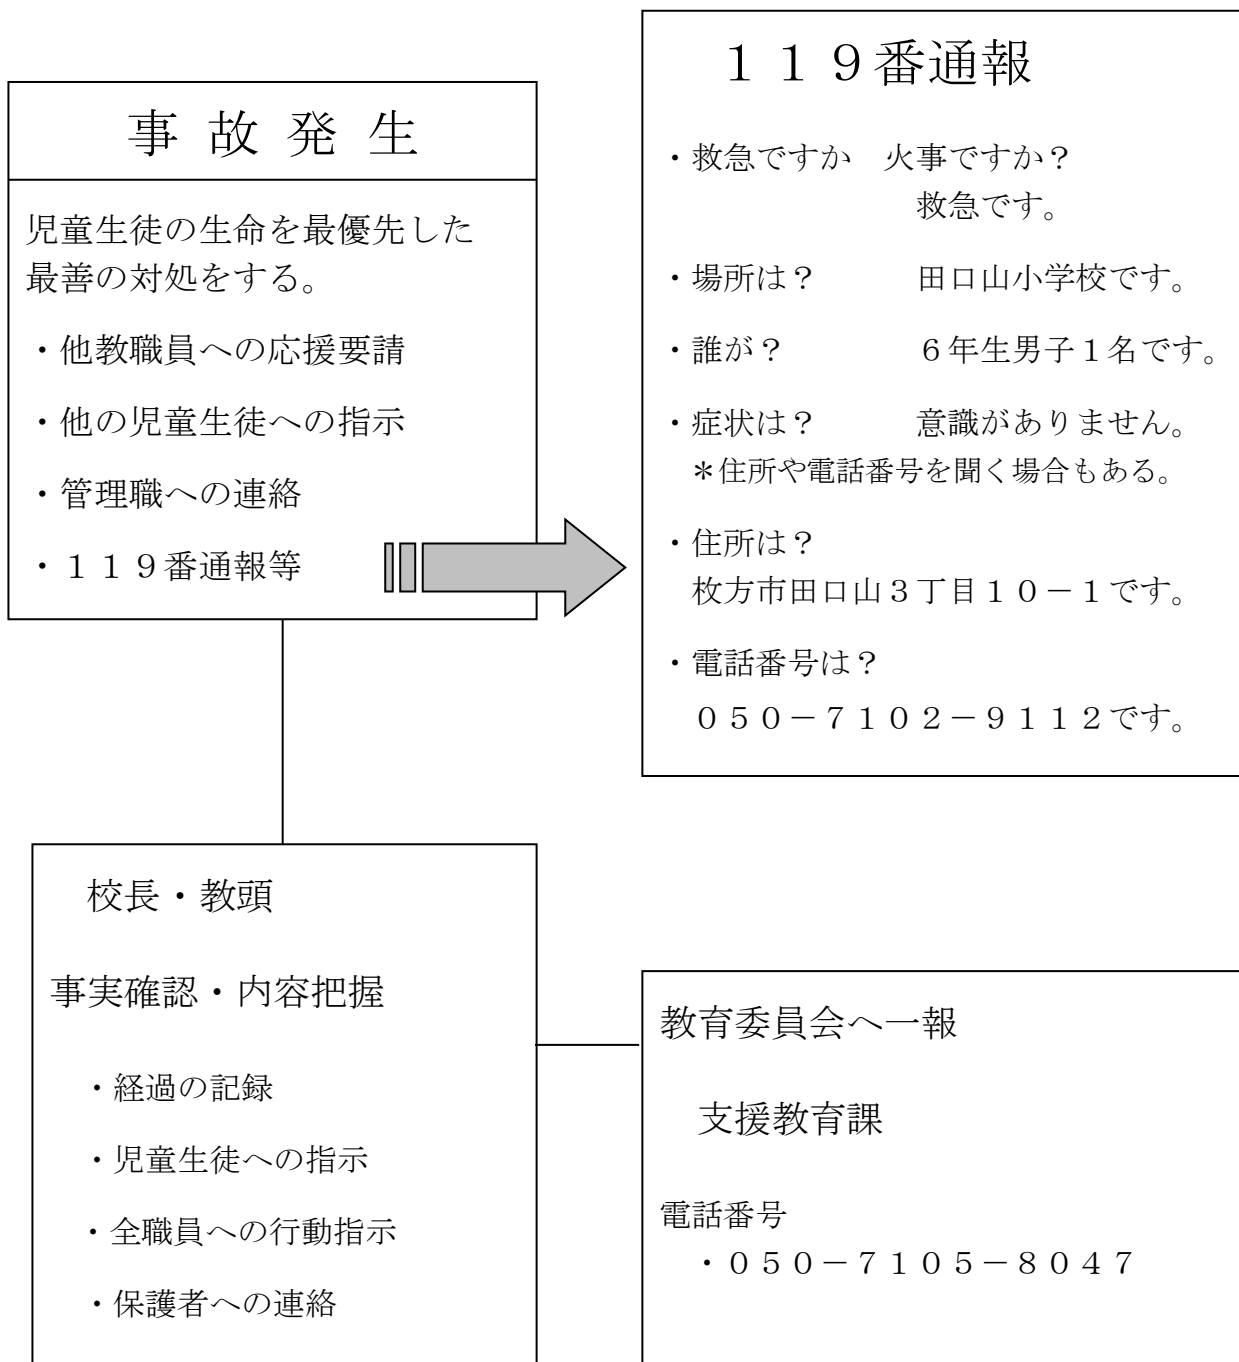 事故発生
児童生徒の生命を最優先した
最善の対処をする。
・他教職員への応援要請
・他の児童生徒への指示
・管理職への連絡
・１１９番通報等
１１９番通報
・救急ですか　火事ですか？
救急です。
・場所は？　田口山小学校です。
・誰が？　６年生男子１名です。
・症状は？　意識がありません。
＊住所や電話番号を聞く場合もある。
・住所は？
枚方市田口山３丁目１０－１です。
・電話番号は？
０５０－７１０２－９１１２です。
校長・教頭
事実確認・内容把握
・経過の記録
・児童生徒への指示
・全職員への行動指示
・保護者への連絡
教育委員会へ一報
支援教育課
電話番号
・０５０－７１０５－８０４７